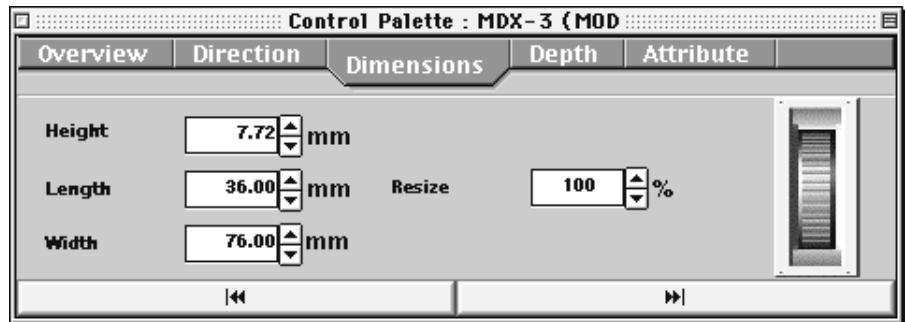 Control Palette : MDX-3 (MOD
Overview Direction Dimensions Depth Attribute
Height 7.72 mm
Length 36.00 mm Resize 100 %
Width 76.00 mm